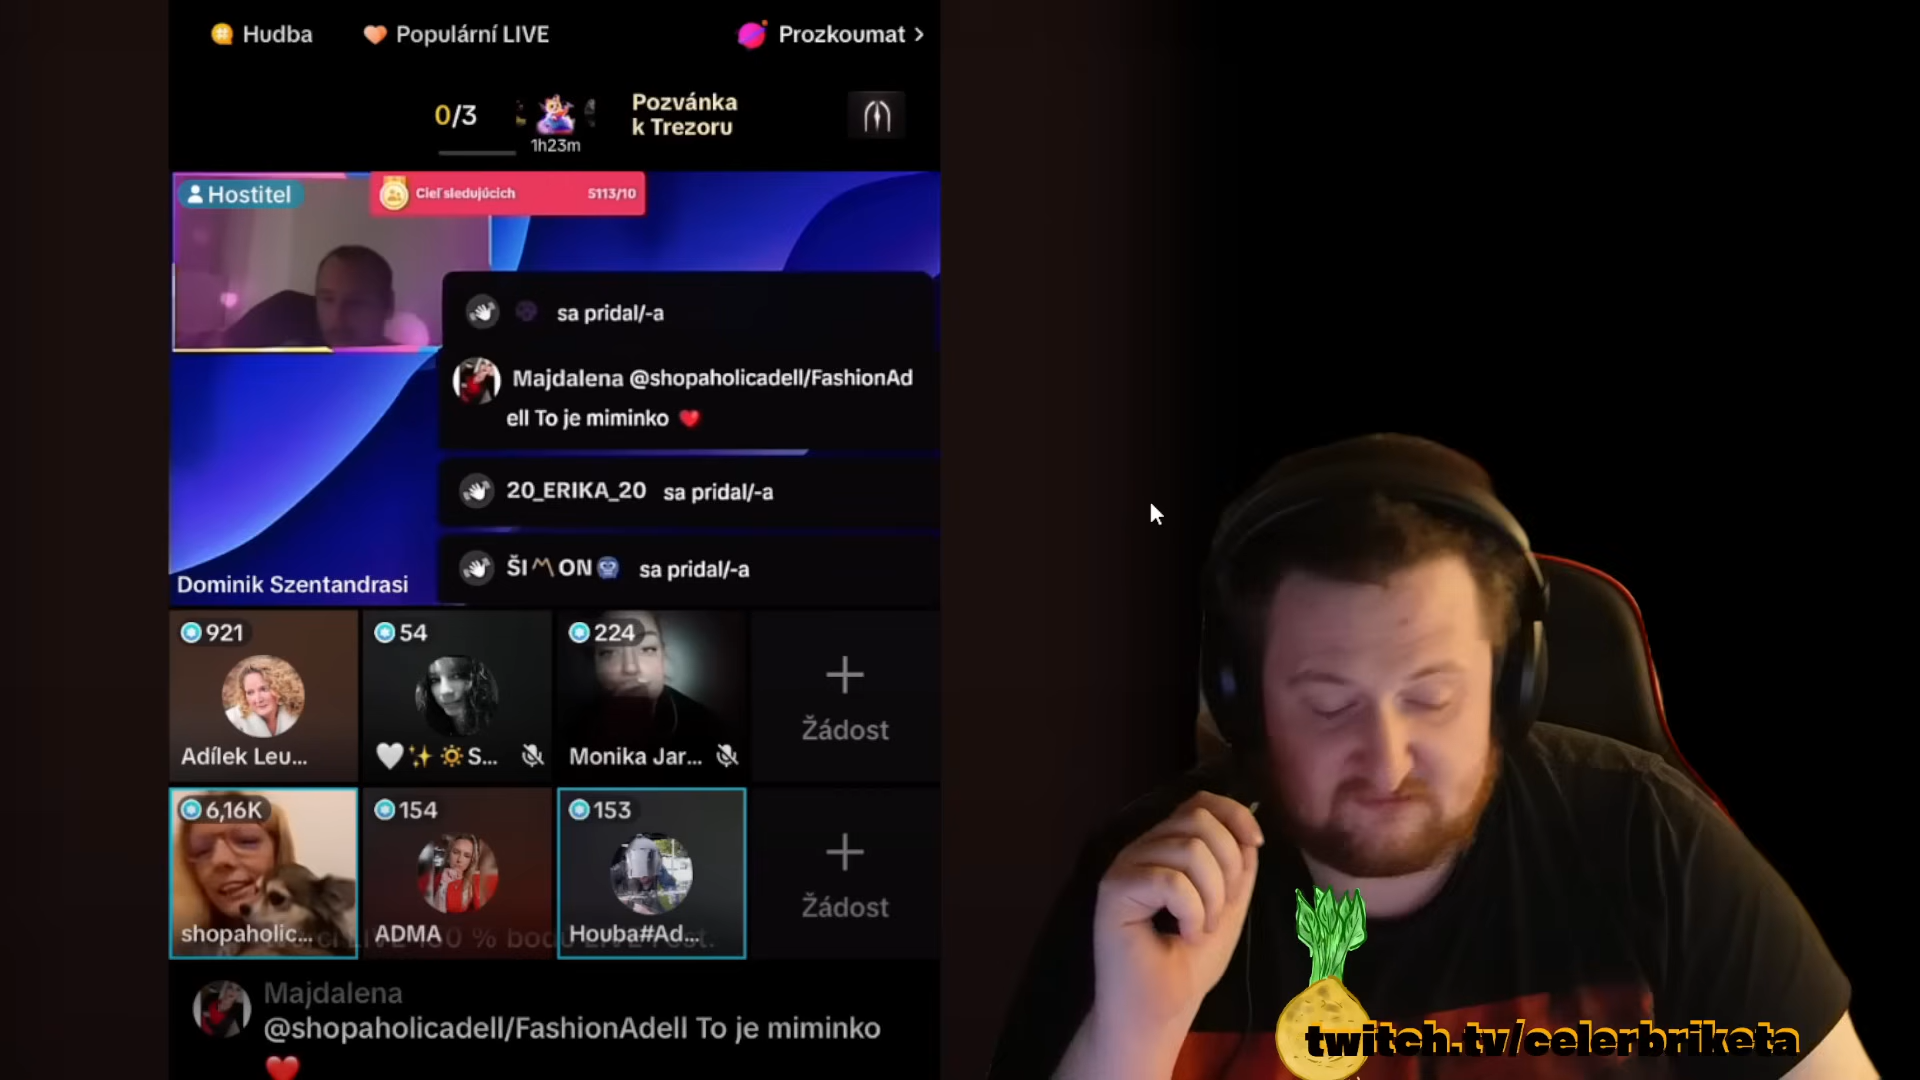 Hudba
Populární LIVE
Prozkoumat >
0/3
1h23m
Pozvánka
k Trezoru
Hostitel
Cieľ sledujúcich
5113/10
sa pridal/-a
Majdalena @shopaholicadell/FashionAd
ell To je miminko ❤️
20_ERIKA_20 sa pridal/-a
sa pridal/-a
Dominik Szentandrasi
921
54
224
Adílek Leu...
🤍✨🔆S...
Monika Jar...
Žádost
6,16K
154
153
shopaholic...
ADMA
Houba#Ad...
Žádost
Majdalena
@shopaholicadell/FashionAdell To je miminko
❤️
twitch.tv/celerbriketa